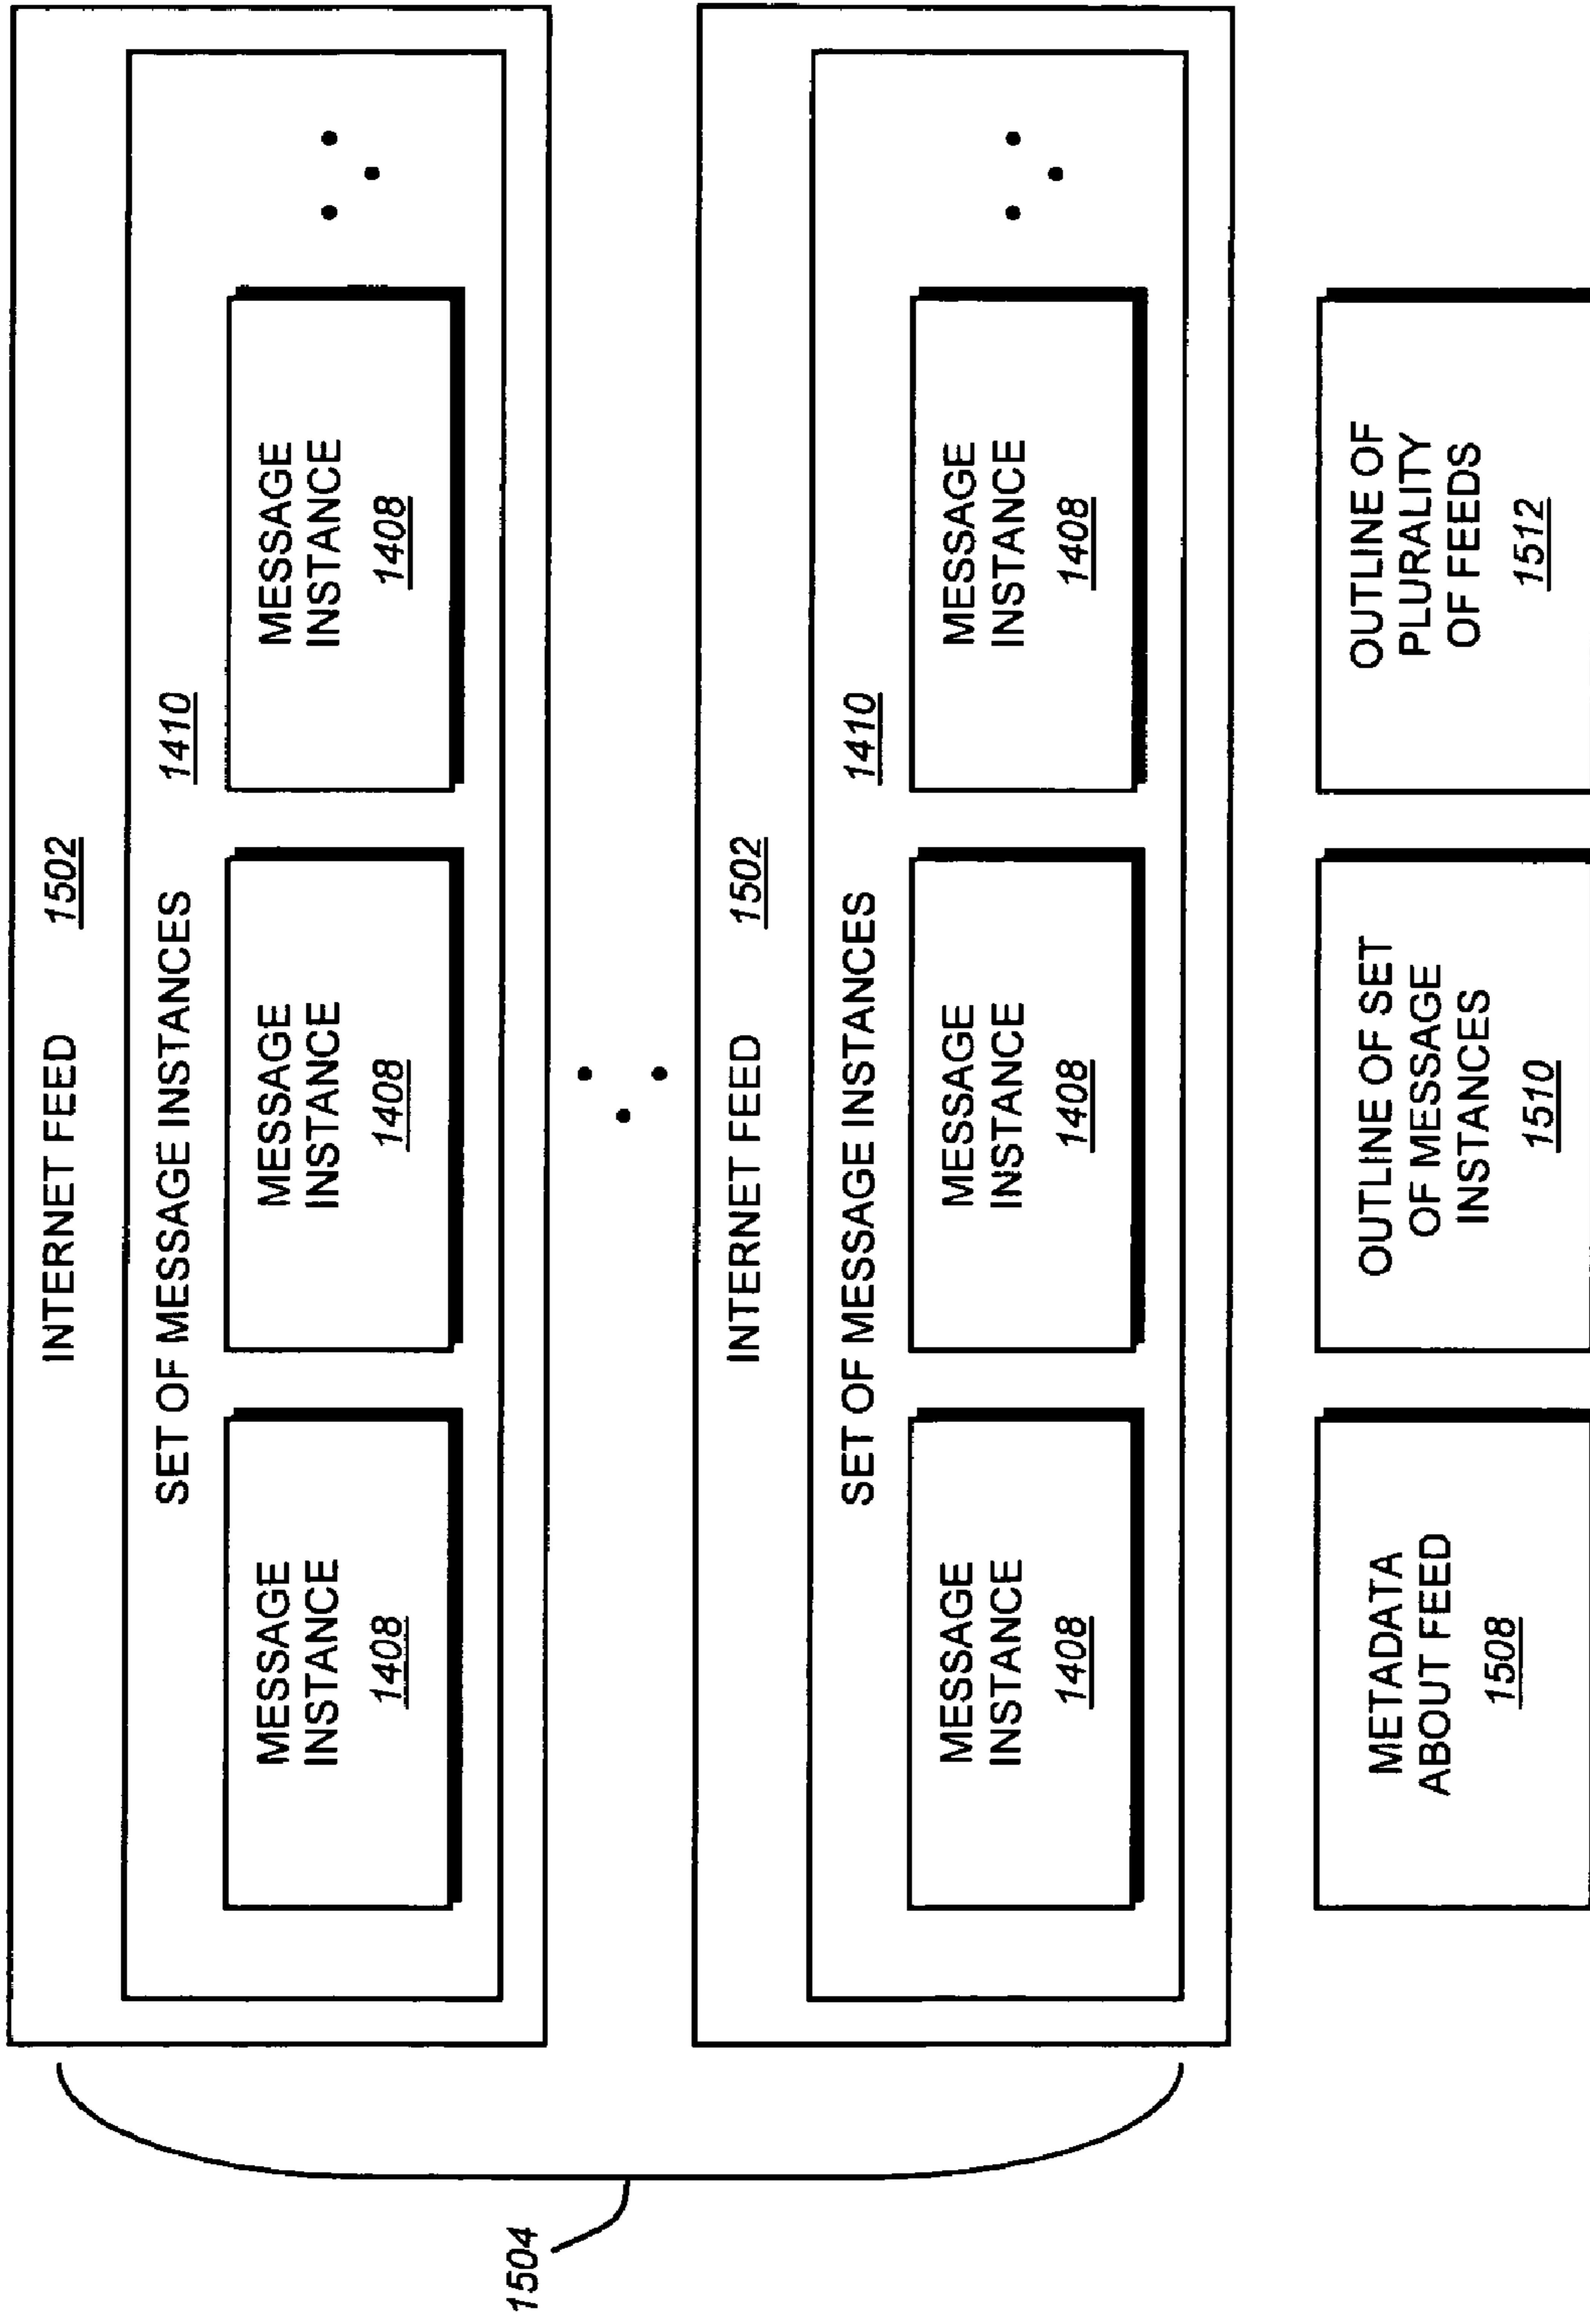 INTERNET FEED 1502
SET OF MESSAGE INSTANCES 1410
MESSAGE
INSTANCE
1408
MESSAGE
INSTANCE
1408
MESSAGE
INSTANCE
1408
INTERNET FEED 1502
SET OF MESSAGE INSTANCES 1410
MESSAGE
INSTANCE
1408
MESSAGE
INSTANCE
1408
MESSAGE
INSTANCE
1408
1504
METADATA
ABOUT FEED
1508
OUTLINE OF SET
OF MESSAGE
INSTANCES
1510
OUTLINE OF
PLURALITY
OF FEEDS
1512